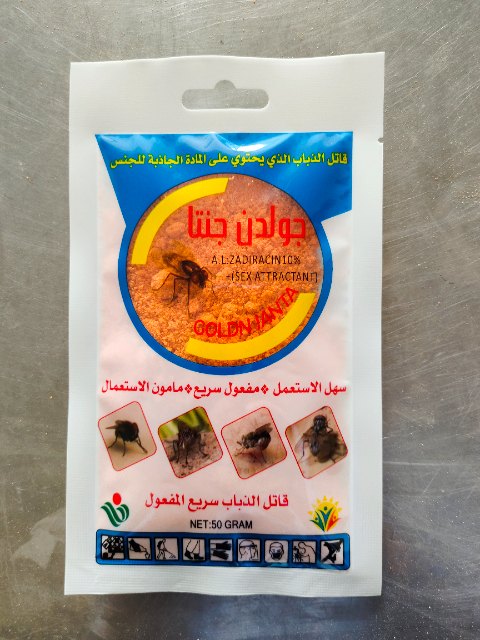 قاتل الذباب الذي يحتوي على المادة الجاذبة للجنس
جولدن جنتا
A.L:ZADIRACIN10%
-(SEX ATTRACTANT)
GOLDN JANTA
سهل الاستعمل ❖ مفعول سريع ❖ مامون الاستعمال
قاتل الذباب سريع المفعول
NET:50 GRAM